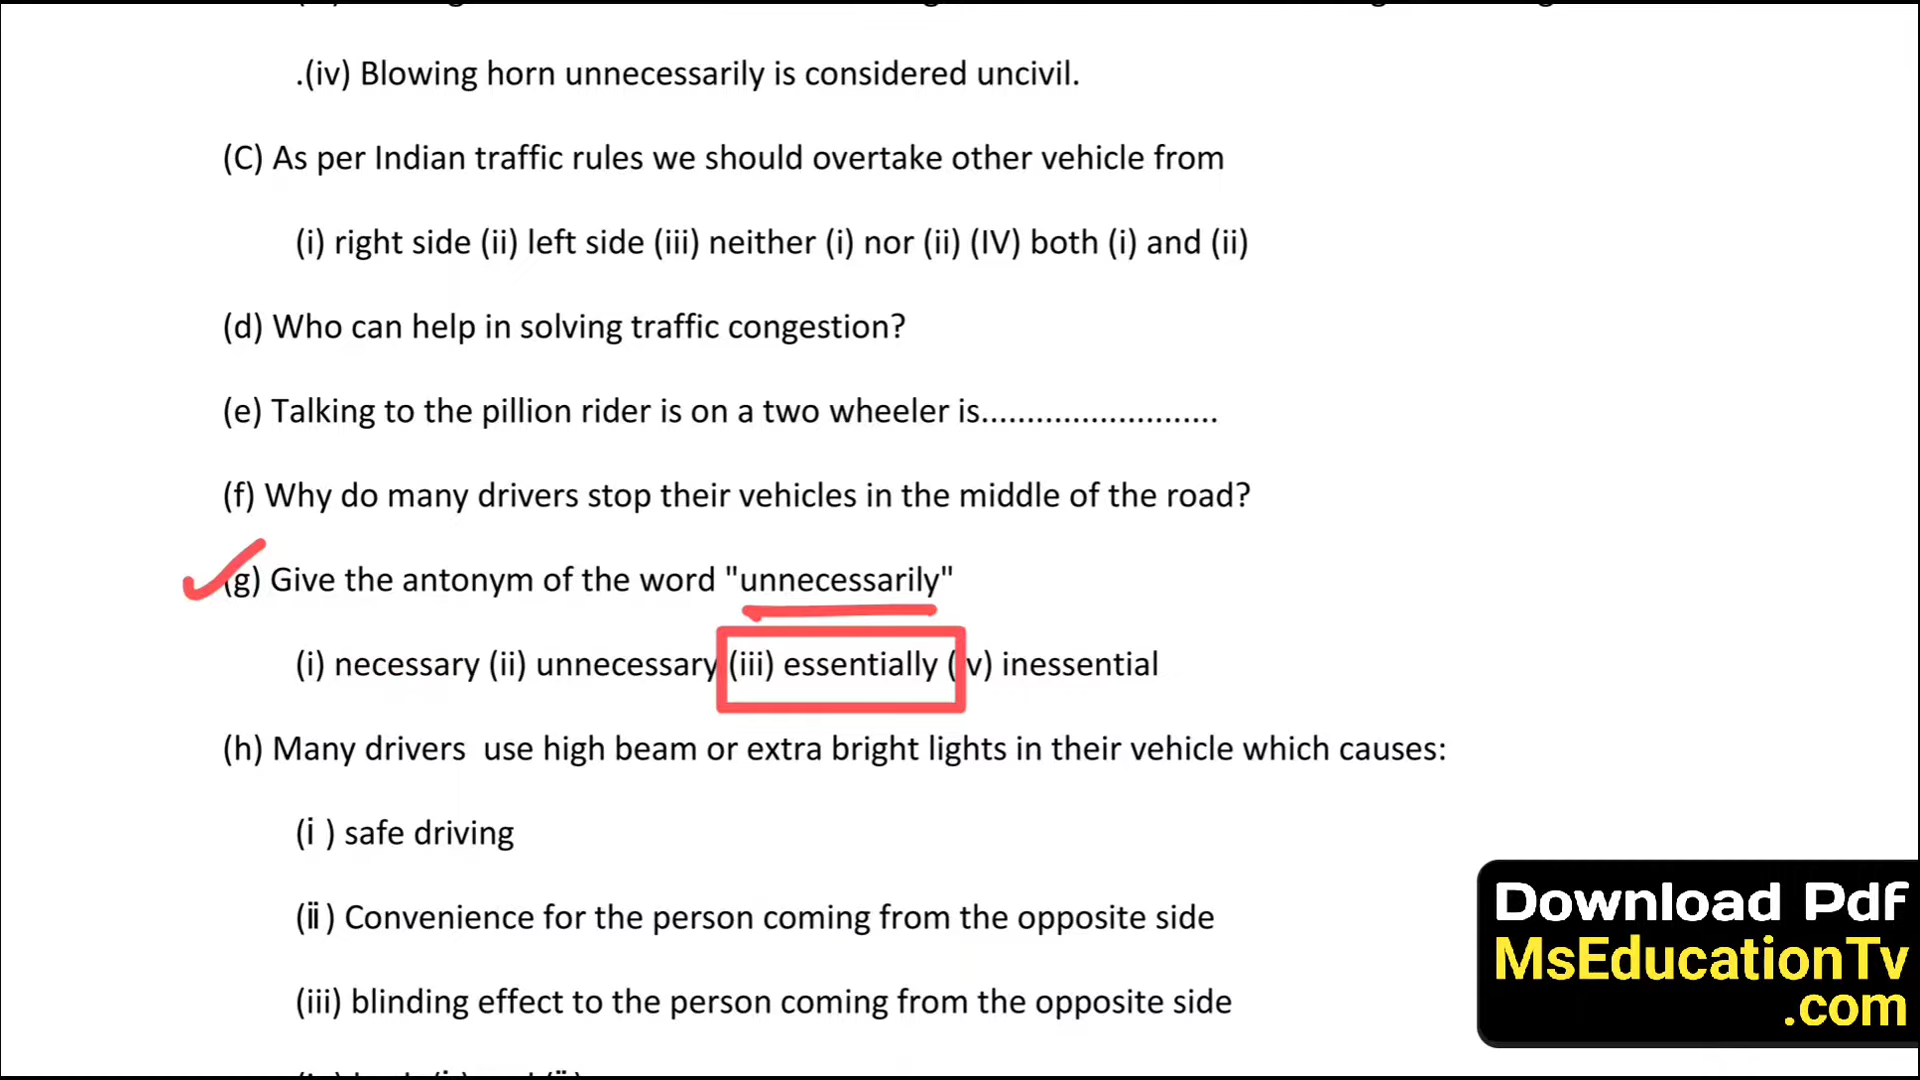 .(iv) Blowing horn unnecessarily is considered uncivil.
(C) As per Indian traffic rules we should overtake other vehicle from
(i) right side (ii) left side (iii) neither (i) nor (ii) (IV) both (i) and (ii)
(d) Who can help in solving traffic congestion?
(e) Talking to the pillion rider is on a two wheeler is..........................
(f) Why do many drivers stop their vehicles in the middle of the road?
(g) Give the antonym of the word "unnecessarily"
(i) necessary (ii) unnecessary (iii) essentially (iv) inessential
(h) Many drivers  use high beam or extra bright lights in their vehicle which causes:
(i ) safe driving
(ii ) Convenience for the person coming from the opposite side
(iii) blinding effect to the person coming from the opposite side
Download Pdf
MsEducationTv
.com